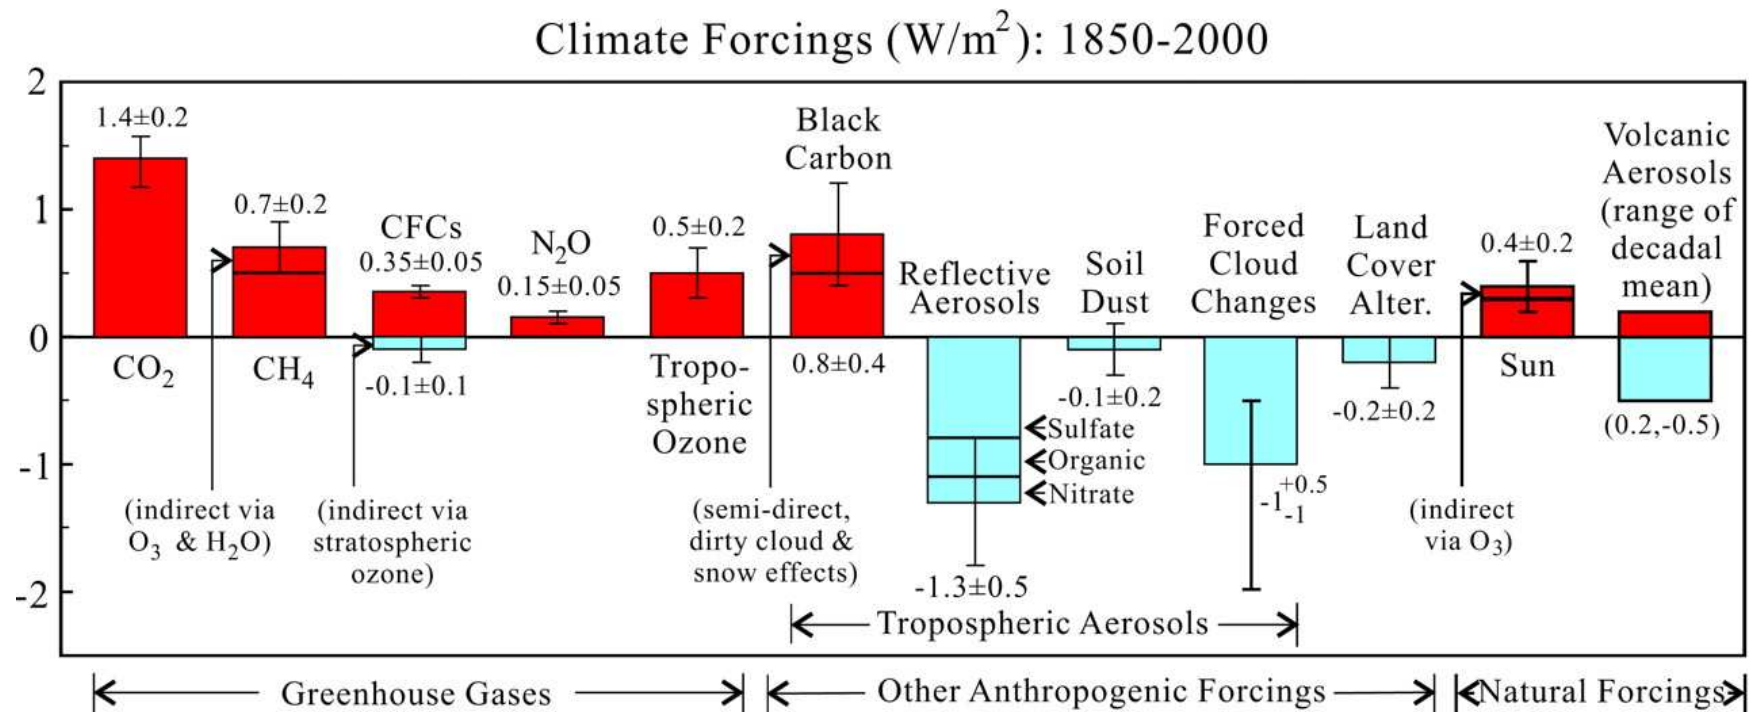 Climate Forcings (W/m²): 1850-2000
2
1
0
-1
-2
1.4±0.2
CO₂
0.7±0.2
CH₄
(indirect via
O₃ & H₂O)
CFCs
0.35±0.05
-0.1±0.1
(indirect via
stratospheric
ozone)
N₂O
0.15±0.05
0.5±0.2
Tropo-
spheric
Ozone
Black
Carbon
0.8±0.4
(semi-direct,
dirty cloud &
snow effects)
Reflective
Aerosols
Sulfate
Organic
Nitrate
-1.3±0.5
Soil
Dust
-0.1±0.2
Forced
Cloud
Changes
-1 +0.5 -1
Land
Cover
Alter.
-0.2±0.2
0.4±0.2
Sun
(indirect
via O₃)
Volcanic
Aerosols
(range of
decadal
mean)
(0.2,-0.5)
Tropospheric Aerosols
Greenhouse Gases
Other Anthropogenic Forcings
Natural Forcings